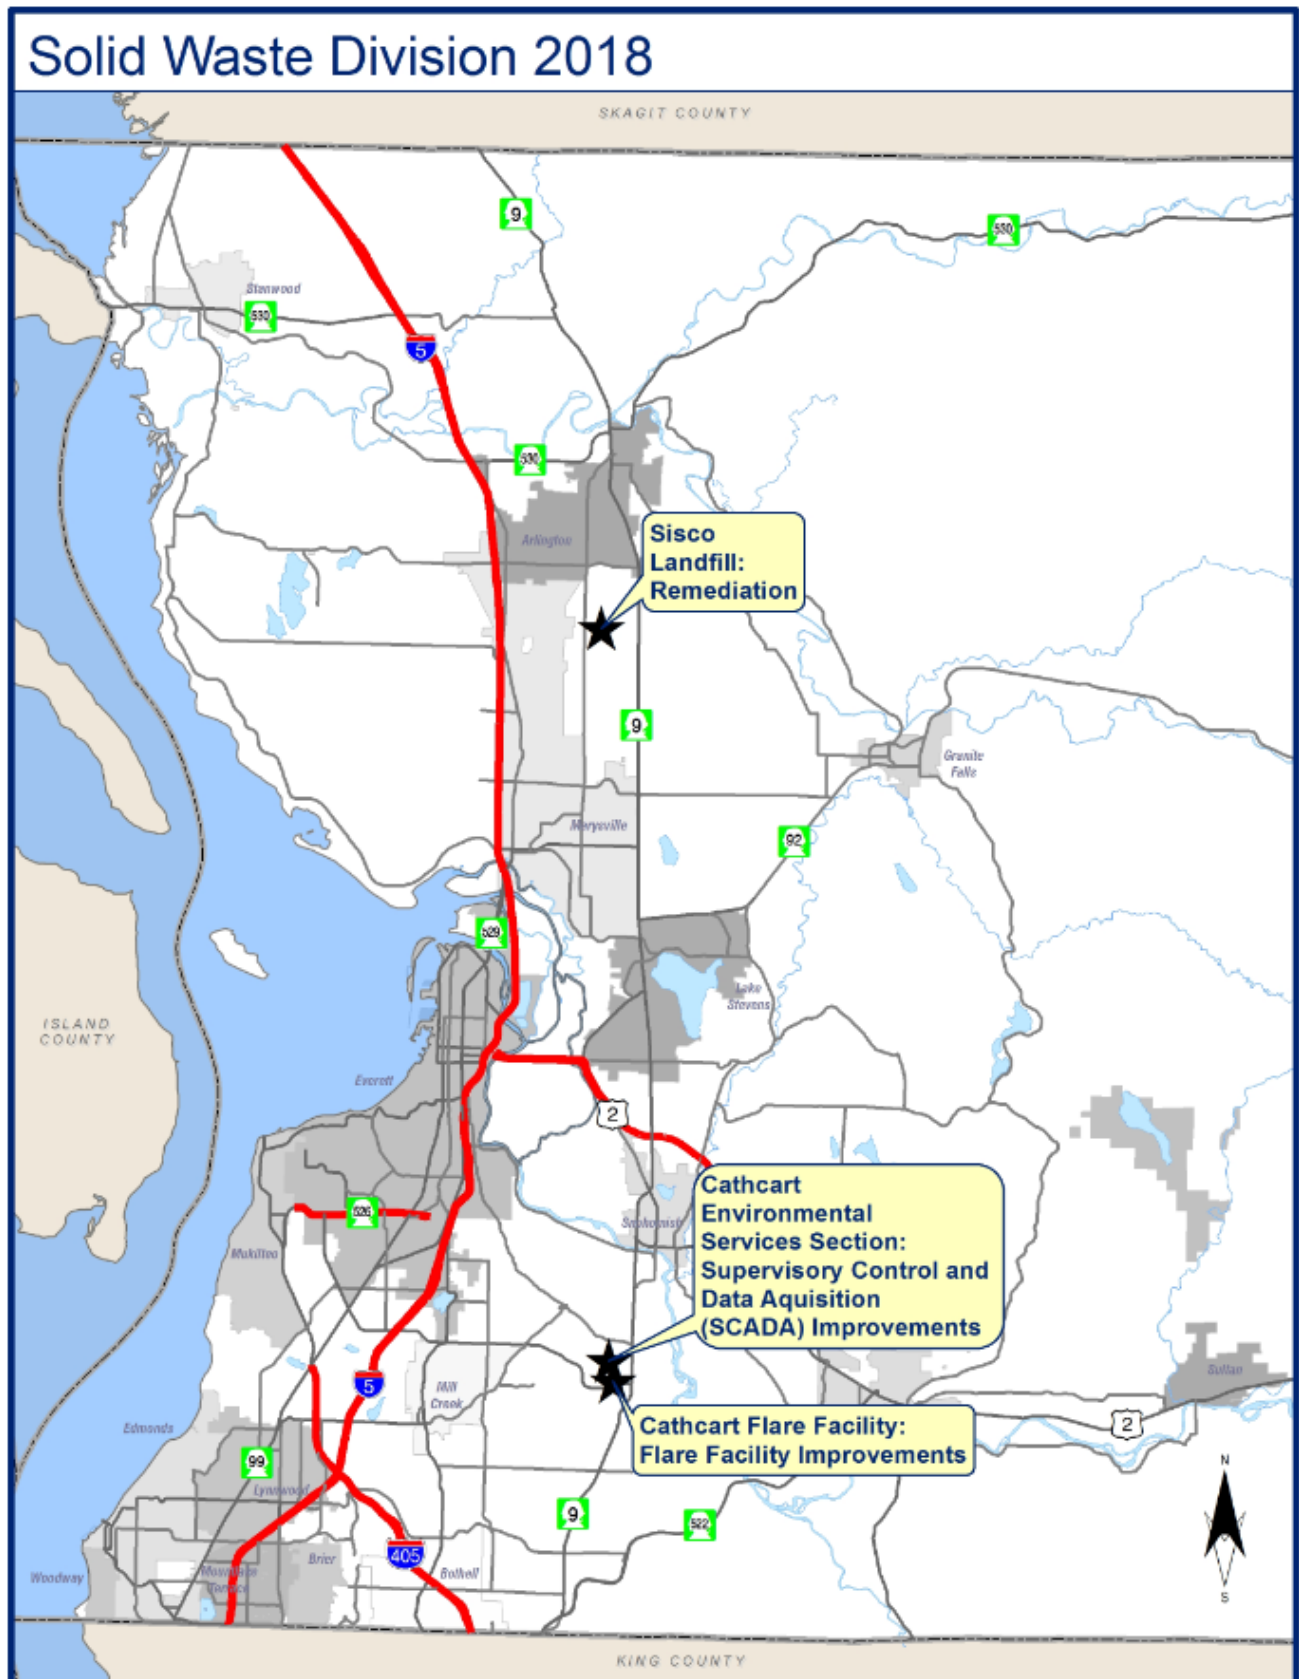 Solid Waste Division 2018
SKAGIT COUNTY
9
530
Stanwood
530
5
530
Arlington
Sisco
Landfill:
Remediation
9
Granite
Falls
Marysville
92
529
Lake
Stevens
ISLAND
COUNTY
Everett
2
Cathcart
Environmental
Services Section:
Supervisory Control and
Data Aquisition
(SCADA) Improvements
526
Snohomish
Mukilteo
Sultan
5
Mill
Creek
Cathcart Flare Facility:
Flare Facility Improvements
2
Edmonds
99
Lynnwood
N
9
522
405
Brier
Bothell
Mountlake
Terrace
Woodway
S
KING COUNTY